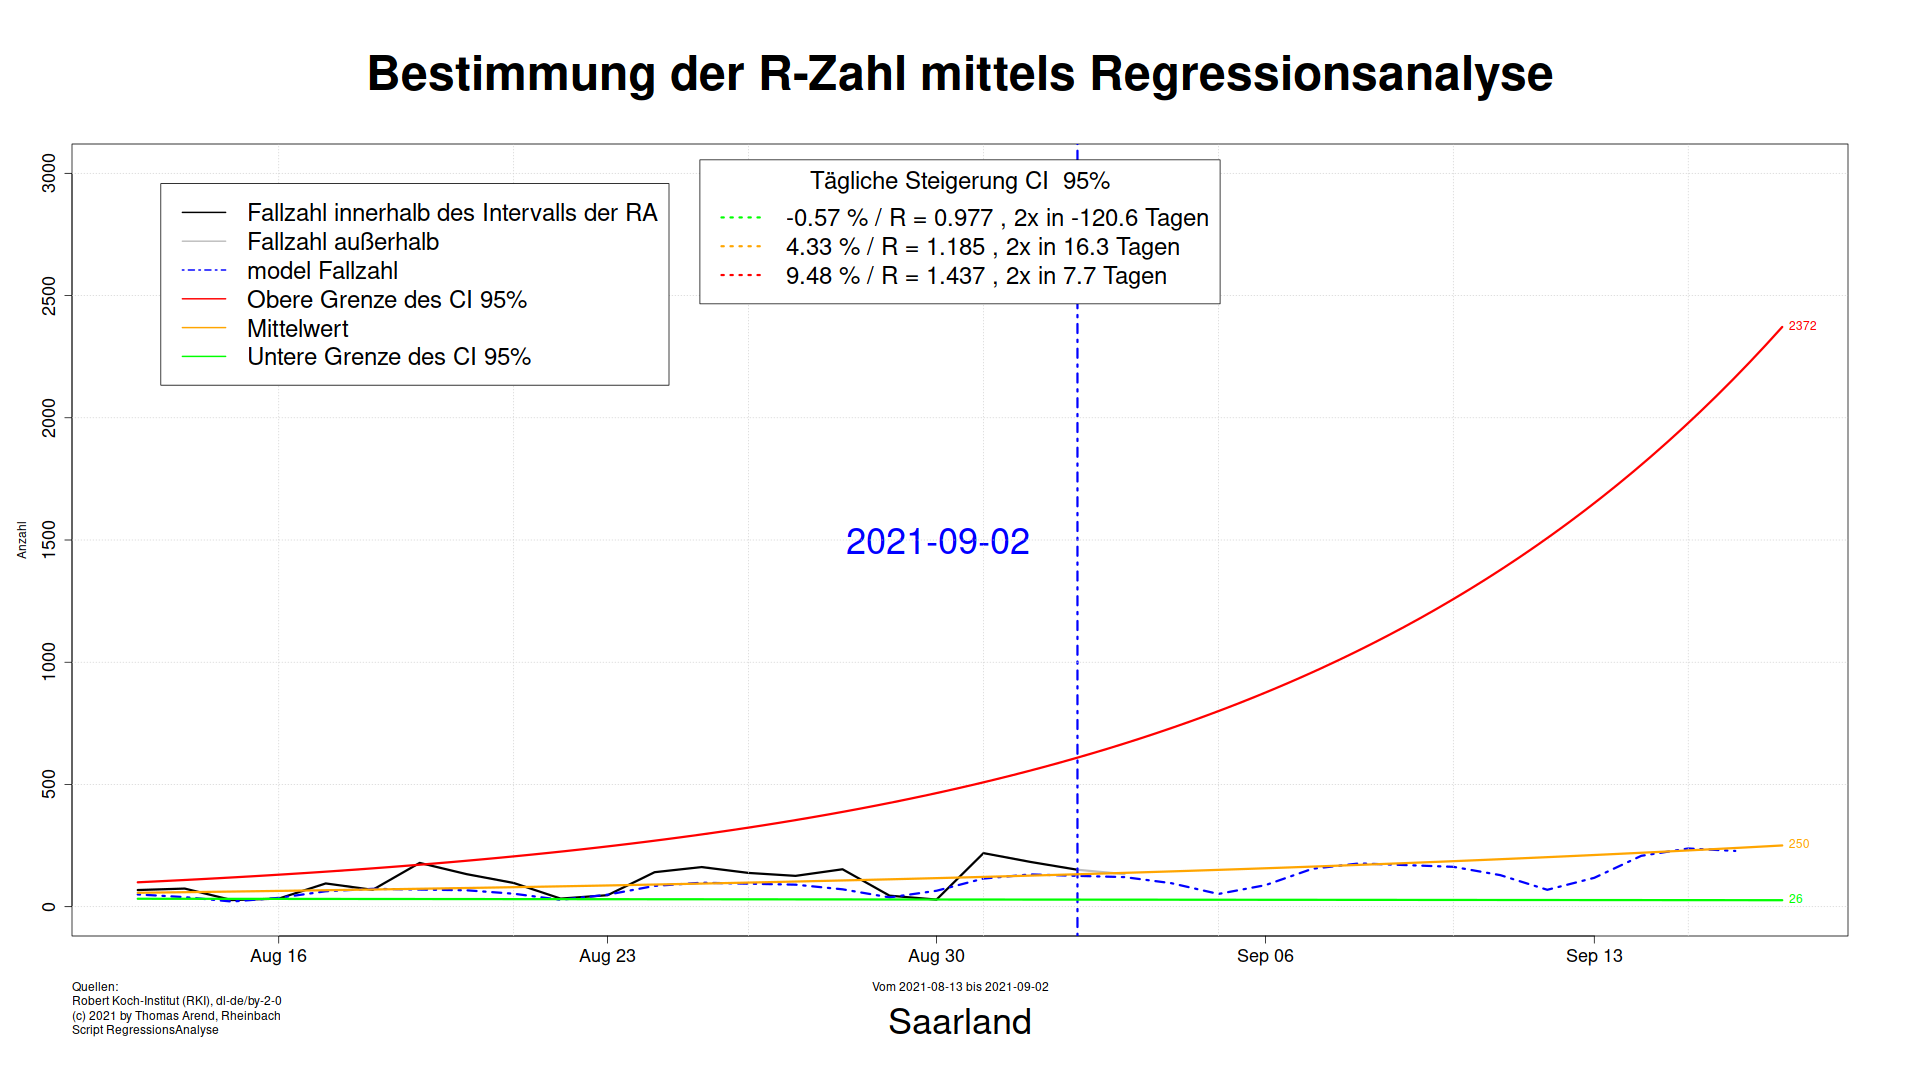 Bestimmung der R-Zahl mittels Regressionsanalyse
Anzahl
3000
2500
2000
1500
1000
500
0
Fallzahl innerhalb des Intervalls der RA
Fallzahl außerhalb
model Fallzahl
Obere Grenze des CI 95%
Mittelwert
Untere Grenze des CI 95%
Tägliche Steigerung CI 95%
-0.57 % / R = 0.977 , 2x in -120.6 Tagen
4.33 % / R = 1.185 , 2x in 16.3 Tagen
9.48 % / R = 1.437 , 2x in 7.7 Tagen
2021-09-02
2372
250
26
Aug 16
Aug 23
Aug 30
Sep 06
Sep 13
Quellen:
Robert Koch-Institut (RKI), dl-de/by-2-0
(c) 2021 by Thomas Arend, Rheinbach
Script RegressionsAnalyse
Vom 2021-08-13 bis 2021-09-02
Saarland